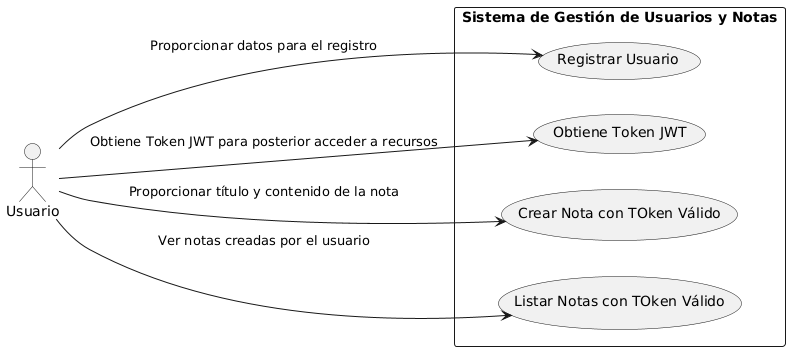 Sistema de Gestión de Usuarios y Notas
Proporcionar datos para el registro
Registrar Usuario
Obtiene Token JWT para posterior acceder a recursos
Obtiene Token JWT
Usuario
Proporcionar título y contenido de la nota
Crear Nota con TOken Válido
Ver notas creadas por el usuario
Listar Notas con TOken Válido